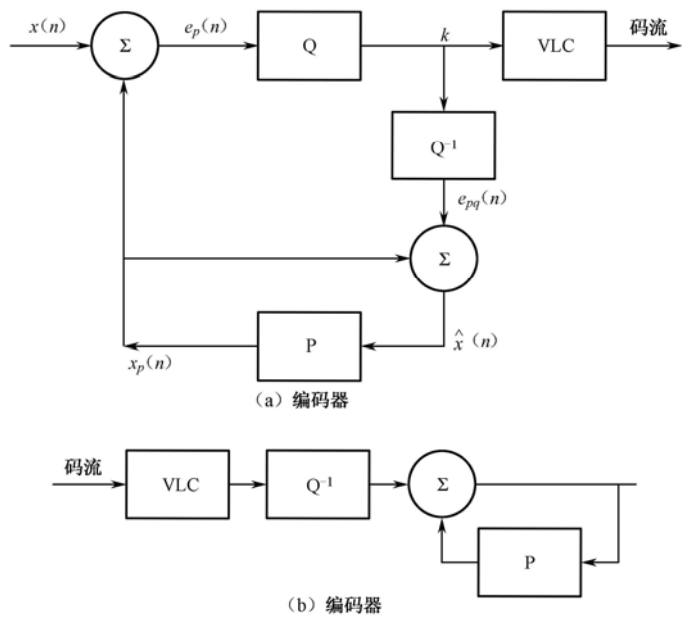 x(n)
Σ
e_p(n)
Q
k
VLC
码流
Q⁻¹
e_pq(n)
Σ
x_p(n)
P
x̂(n)
（a）编码器
码流
VLC
Q⁻¹
Σ
P
（b）编码器